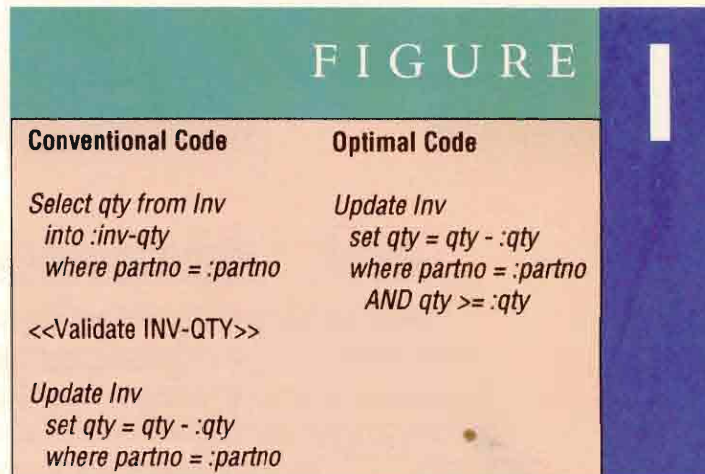 FIGURE 1
Conventional Code
Select qty from Inv
into :inv-qty
where partno = :partno
<<Validate INV-QTY>>
Update Inv
set qty = qty - :qty
where partno = :partno
Optimal Code
Update Inv
set qty = qty - :qty
where partno = :partno
AND qty >= :qty